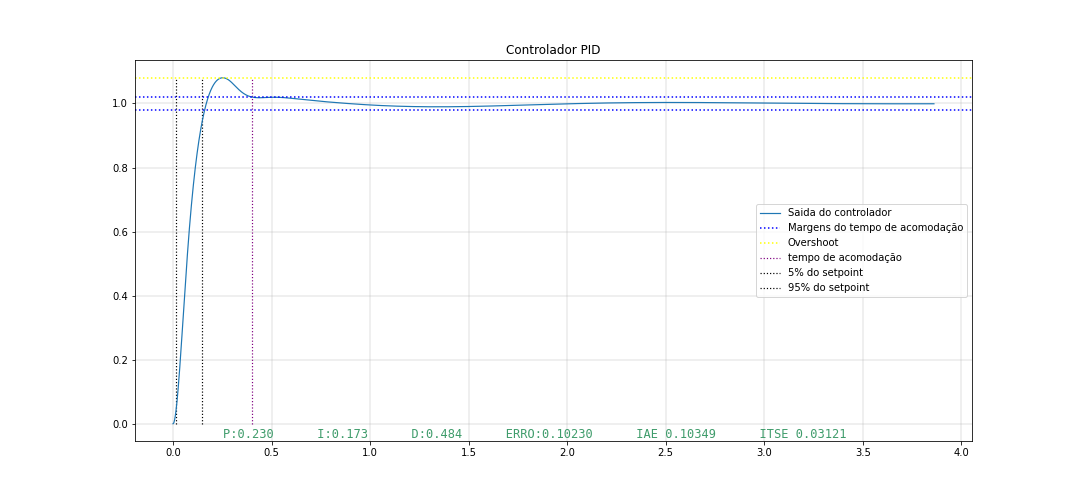 Controlador PID
1.0
0.8
0.6
0.4
0.2
0.0
Saida do controlador
Margens do tempo de acomodação
Overshoot
tempo de acomodação
5% do setpoint
95% do setpoint
P:0.230 I:0.173 D:0.484 ERRO:0.10230 IAE 0.10349 ITSE 0.03121
0.0 0.5 1.0 1.5 2.0 2.5 3.0 3.5 4.0